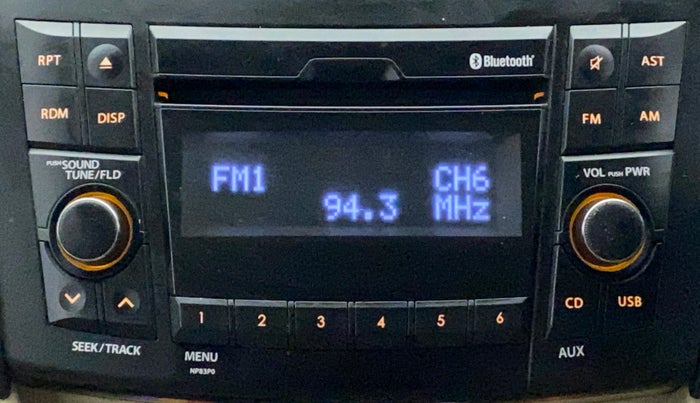 RPT
Bluetooth
AST
RDM
DISP
FM
AM
PUSH SOUND
TUNE/FLD
VOL PUSH PWR
FM1 CH6
94.3 MHz
CD
USB
1 2 3 4 5 6
SEEK/TRACK
MENU
AUX
NP83P0